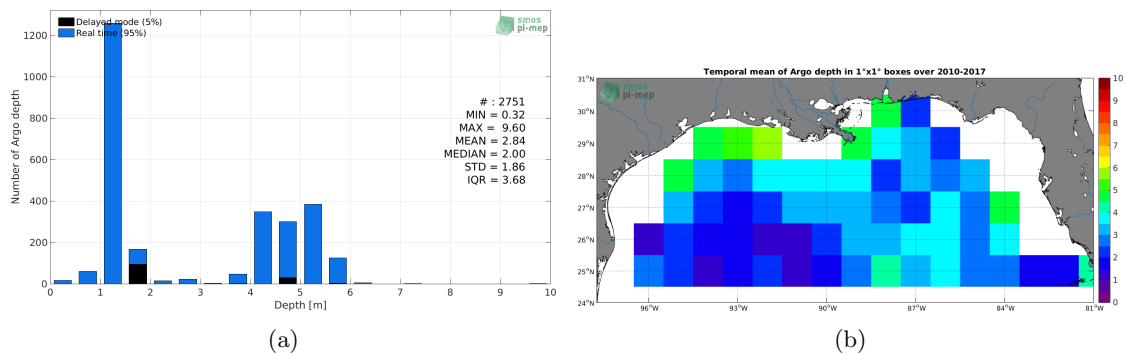 Delayed mode (5%)
Real time (95%)
smos
pi-mep
# : 2751
MIN = 0.32
MAX = 9.60
MEAN = 2.84
MEDIAN = 2.00
STD = 1.86
IQR = 3.68
Number of Argo depth
1200
1000
800
600
400
200
0
0 1 2 3 4 5 6 7 8 9 10
Depth [m]
(a)
Temporal mean of Argo depth in 1°x1° boxes over 2010-2017
smos
pi-mep
31°N
30°N
29°N
28°N
27°N
26°N
25°N
24°N
96°W 93°W 90°W 87°W 84°W 81°W
10
9
8
7
6
5
4
3
2
1
0
(b)